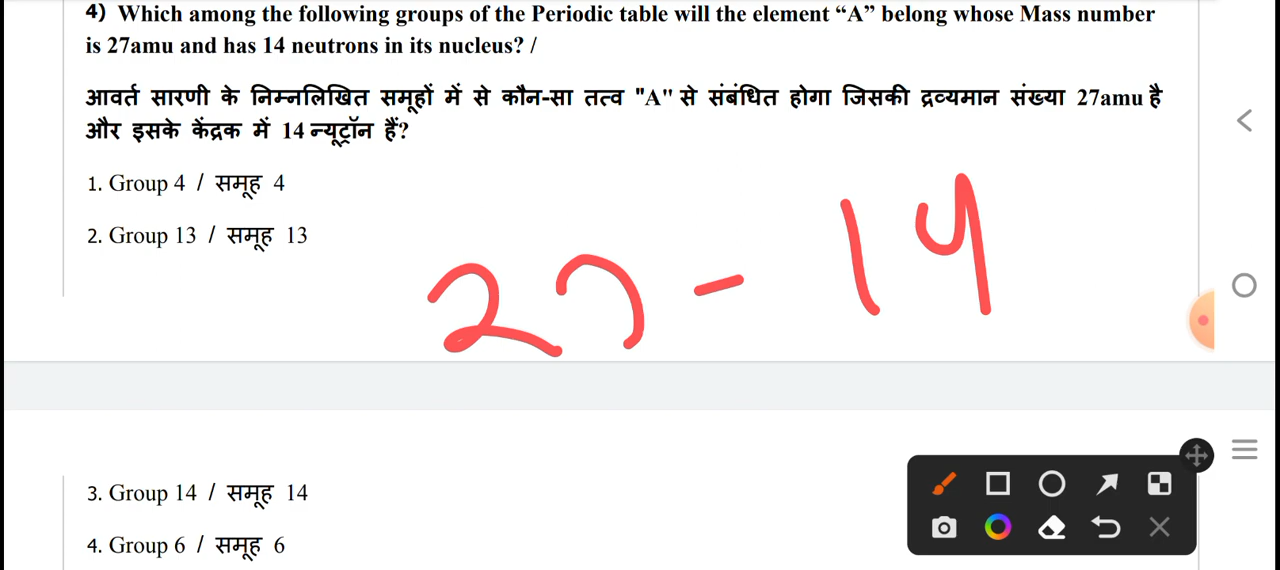 4) Which among the following groups of the Periodic table will the element “A” belong whose Mass number
is 27amu and has 14 neutrons in its nucleus? /
आवर्त सारणी के निम्नलिखित समूहों में से कौन-सा तत्व "A" से संबंधित होगा जिसकी द्रव्यमान संख्या 27amu है
और इसके केंद्रक में 14 न्यूट्रॉन हैं?
1. Group 4 / समूह 4
2. Group 13 / समूह 13
27 - 14
3. Group 14 / समूह 14
4. Group 6 / समूह 6